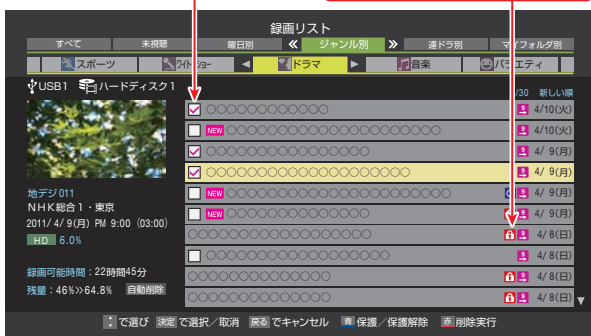 録画リスト
すべて 未視聴 曜日別 ≪ ジャンル別 ≫ 連ドラ別 マイフォルダ別
スポーツ ワイドショー ◀ ドラマ ▶ 音楽 バラエティ
USB1 ハードディスク1
/30 新しい順
○○○○○○○○○○○○ 4/10(火)
NEW ○○○○○○○○○○○○○○○○○○○○○ 4/10(火)
○○○○○○○○○○○○○○○ 4/ 9(月)
○○○○○○○○○○○○○○○○○○○○ 4/ 9(月)
NEW ○○○○○○○○○○○○○○○○○○○○○○ 4/ 9(月)
NEW ○○○○○○○○○○○○○○ 4/ 9(月)
○○○○○○○○○○○○○○○○○○ 4/ 8(日)
○○○○○○○○○○○○○○○ 4/ 8(日)
○○○○○○○○○○○○○○○○○ 4/ 8(日)
○○○○○○○○○○○○○○○○○○ 4/ 8(日)
地デジ011
NHK総合1・東京
2011/ 4/ 9(月) PM 9:00 (03:00)
HD 6.0%
録画可能時間：22時間45分
残量：46%≫64.8% 自動削除
で選び 決定 で選択／取消 戻る でキャンセル 青 保護／保護解除 赤 削除実行